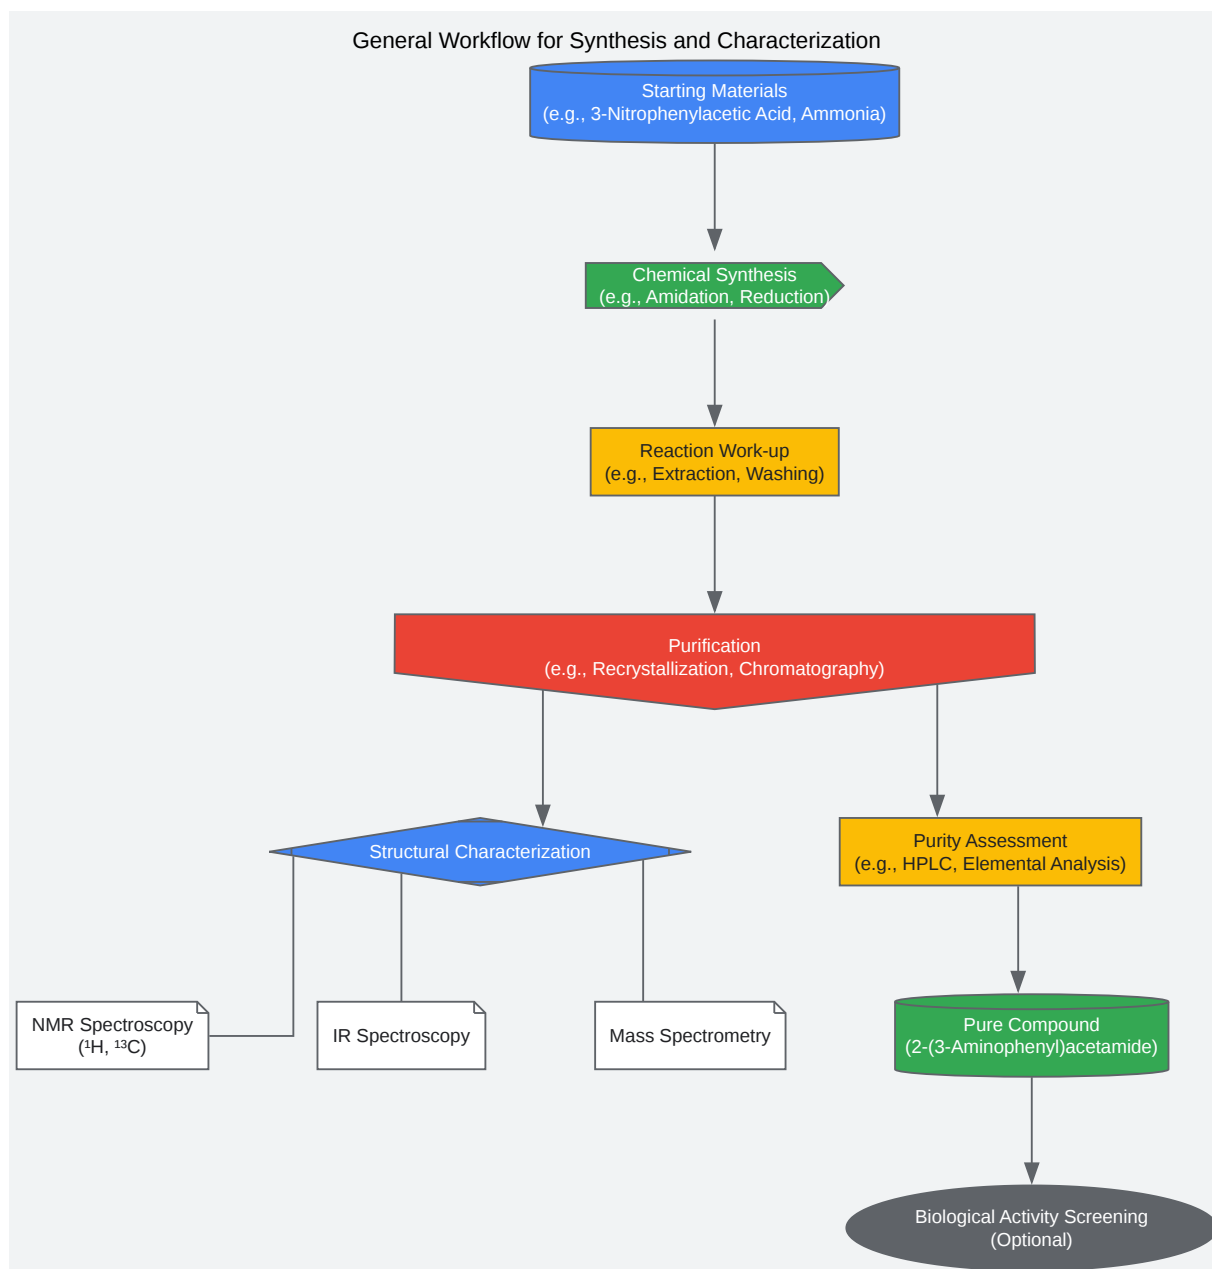 General Workflow for Synthesis and Characterization
Starting Materials
(e.g., 3-Nitrophenylacetic Acid, Ammonia)
Chemical Synthesis
(e.g., Amidation, Reduction)
Reaction Work-up
(e.g., Extraction, Washing)
Purification
(e.g., Recrystallization, Chromatography)
Structural Characterization
Purity Assessment
(e.g., HPLC, Elemental Analysis)
NMR Spectroscopy
(¹H, ¹³C)
IR Spectroscopy
Mass Spectrometry
Pure Compound
(2-(3-Aminophenyl)acetamide)
Biological Activity Screening
(Optional)